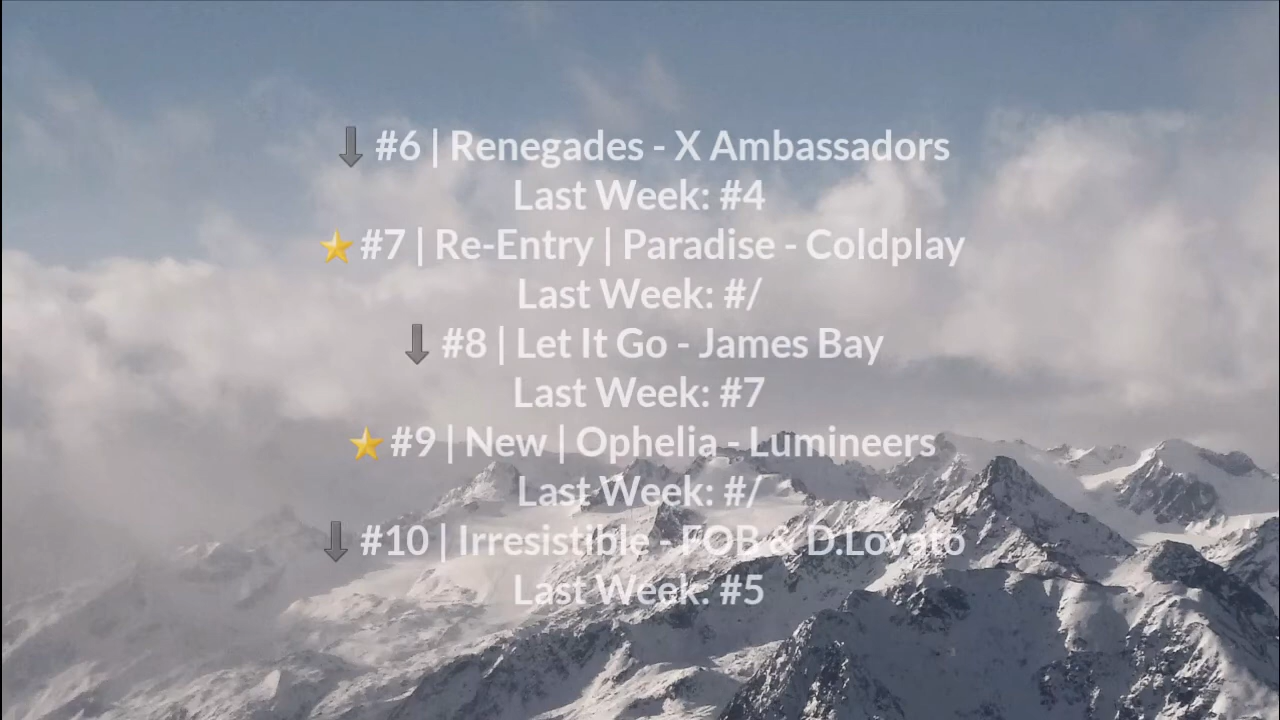 ⬇ #6 | Renegades - X Ambassadors
Last Week: #4
⭐ #7 | Re-Entry | Paradise - Coldplay
Last Week: #/
⬇ #8 | Let It Go - James Bay
Last Week: #7
⭐ #9 | New | Ophelia - Lumineers
Last Week: #/
⬇ #10 | Irresistible - FOB & D.Lovato
Last Week: #5